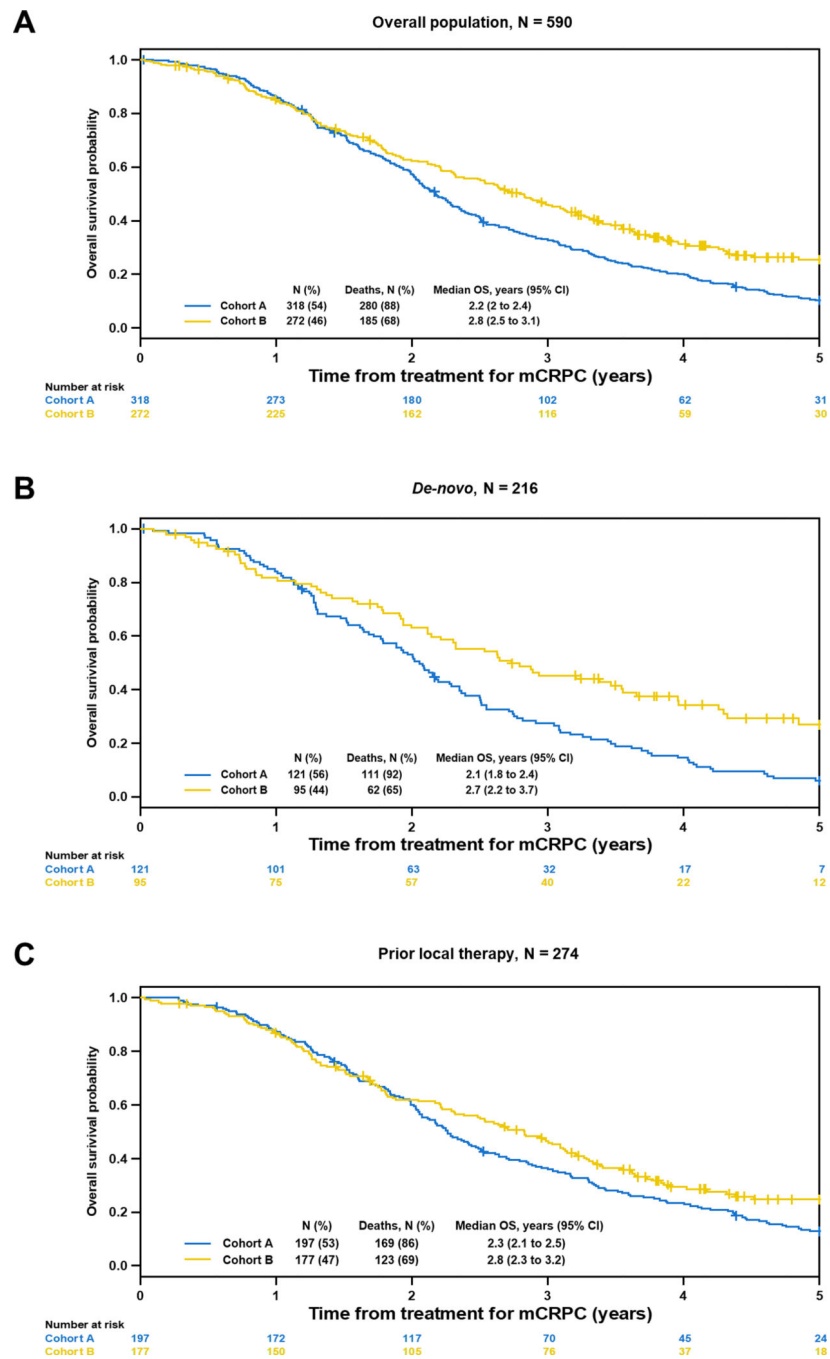 A
Overall population, N = 590
Overall survival probability
1.0
0.8
0.6
0.4
0.2
0.0
N (%) Deaths, N (%) Median OS, years (95% CI)
Cohort A 318 (54) 280 (88) 2.2 (2 to 2.4)
Cohort B 272 (46) 185 (68) 2.8 (2.5 to 3.1)
0 1 2 3 4 5
Time from treatment for mCRPC (years)
Number at risk
Cohort A 318 273 180 102 62 31
Cohort B 272 225 162 116 59 30
B
De-novo, N = 216
Overall survival probability
1.0
0.8
0.6
0.4
0.2
0.0
N (%) Deaths, N (%) Median OS, years (95% CI)
Cohort A 121 (56) 111 (92) 2.1 (1.8 to 2.4)
Cohort B 95 (44) 62 (65) 2.7 (2.2 to 3.7)
0 1 2 3 4 5
Time from treatment for mCRPC (years)
Number at risk
Cohort A 121 101 63 32 17 7
Cohort B 95 75 57 40 22 12
C
Prior local therapy, N = 274
Overall survival probability
1.0
0.8
0.6
0.4
0.2
0.0
N (%) Deaths, N (%) Median OS, years (95% CI)
Cohort A 197 (53) 169 (86) 2.3 (2.1 to 2.5)
Cohort B 177 (47) 123 (69) 2.8 (2.3 to 3.2)
0 1 2 3 4 5
Time from treatment for mCRPC (years)
Number at risk
Cohort A 197 172 117 70 45 24
Cohort B 177 150 105 76 37 18